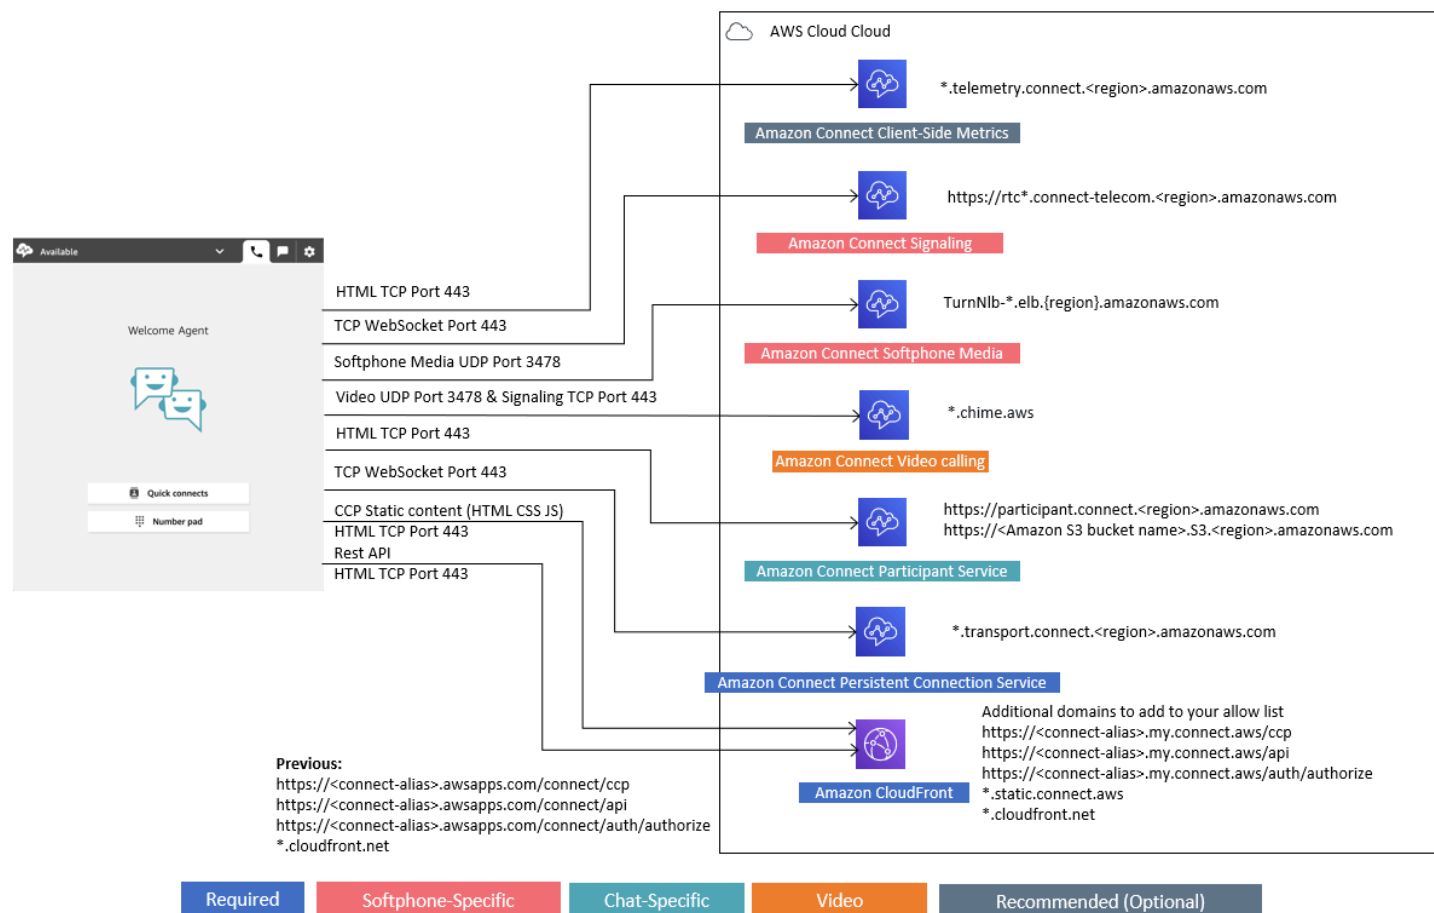 AWS Cloud Cloud
*.telemetry.connect.<region>.amazonaws.com
Amazon Connect Client-Side Metrics
https://rtc*.connect-telecom.<region>.amazonaws.com
Amazon Connect Signaling
Available
HTML TCP Port 443
TurnNlb-*.elb.{region}.amazonaws.com
Welcome Agent
TCP WebSocket Port 443
Amazon Connect Softphone Media
Softphone Media UDP Port 3478
Video UDP Port 3478 & Signaling TCP Port 443
*.chime.aws
HTML TCP Port 443
Amazon Connect Video calling
TCP WebSocket Port 443
Quick connects
CCP Static content (HTML CSS JS)
https://participant.connect.<region>.amazonaws.com
Number pad
HTML TCP Port 443
https://<Amazon S3 bucket name>.S3.<region>.amazonaws.com
Rest API
HTML TCP Port 443
Amazon Connect Participant Service
*.transport.connect.<region>.amazonaws.com
Amazon Connect Persistent Connection Service
Additional domains to add to your allow list
https://<connect-alias>.my.connect.aws/ccp
https://<connect-alias>.my.connect.aws/api
https://<connect-alias>.my.connect.aws/auth/authorize
*.static.connect.aws
*.cloudfront.net
Amazon CloudFront
Previous:
https://<connect-alias>.awsapps.com/connect/ccp
https://<connect-alias>.awsapps.com/connect/api
https://<connect-alias>.awsapps.com/connect/auth/authorize
*.cloudfront.net
Required
Softphone-Specific
Chat-Specific
Video
Recommended (Optional)